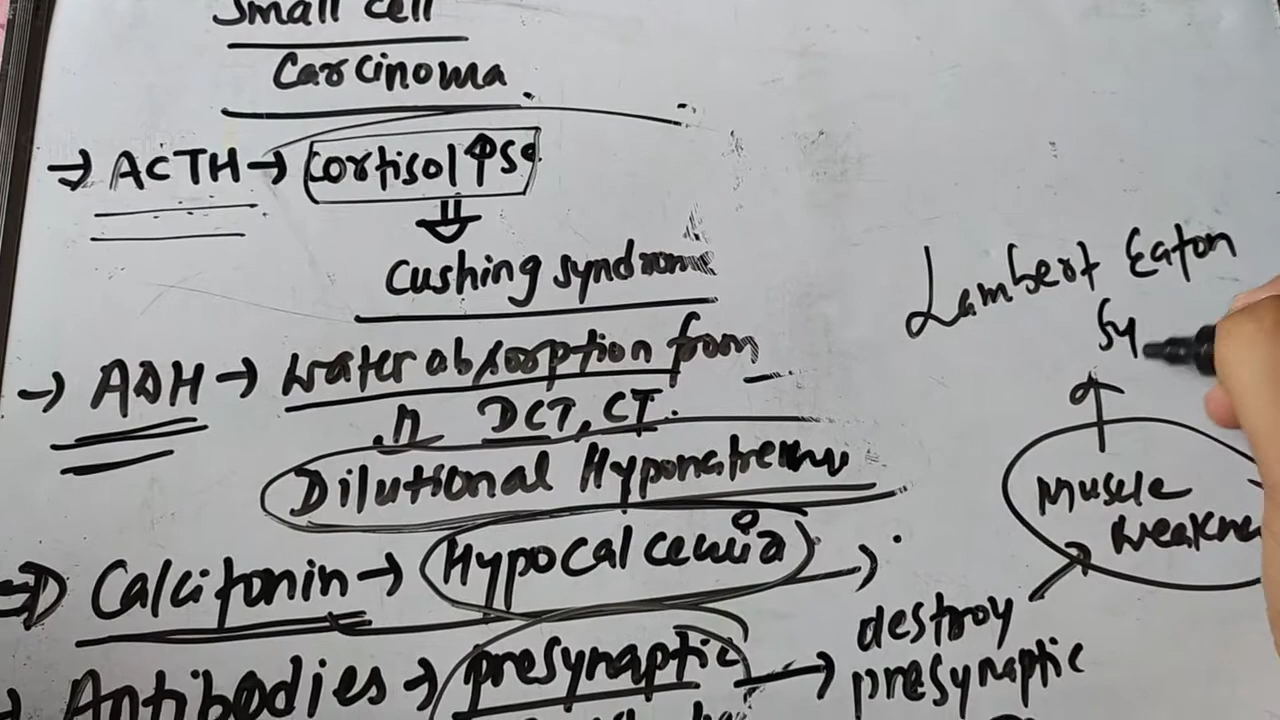 Small cell
Carcinoma
→ ACTH → Cortisol ↑se
⇓
Cushing syndrome
→ ADH → Water absorption from
DCT, CT.
Dilutional Hyponatremia
⇒ Calcitonin → Hypocalcemia →
→ Antibodies → presynaptic →
destroy
presynaptic
Muscle
weaknes
↑
Lambert Eaton
Sy